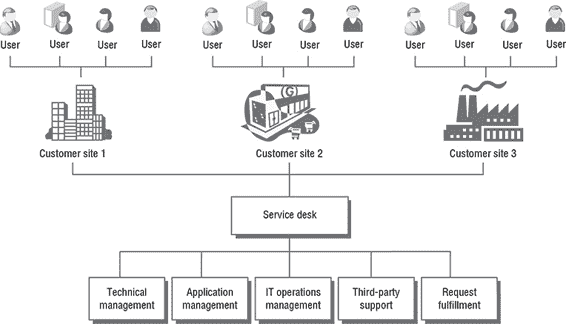 User User User User User User User User User User User User
G
Customer site 1 Customer site 2 Customer site 3
Service desk
Technical management
Application management
IT operations management
Third-party support
Request fulfillment